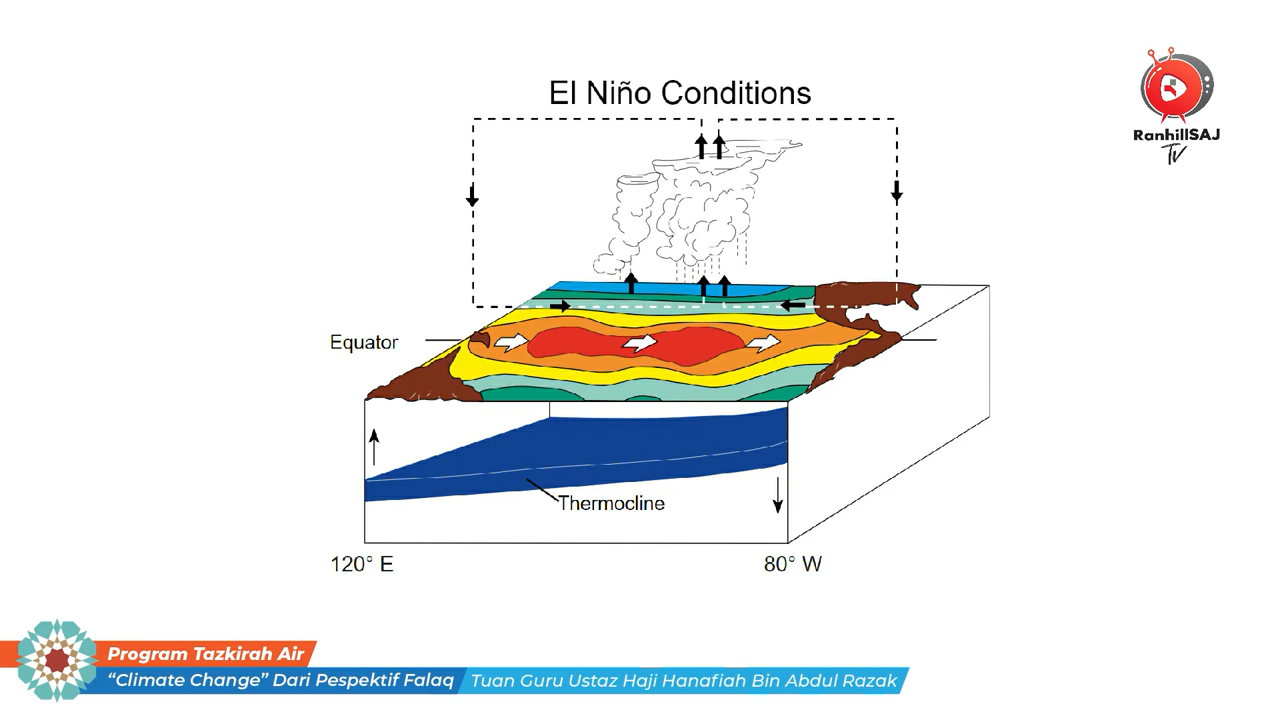 El Niño Conditions
RanhillSAJ
TV
Equator
Thermocline
120° E
80° W
Program Tazkirah Air
“Climate Change” Dari Pespektif Falaq
Tuan Guru Ustaz Haji Hanafiah Bin Abdul Razak